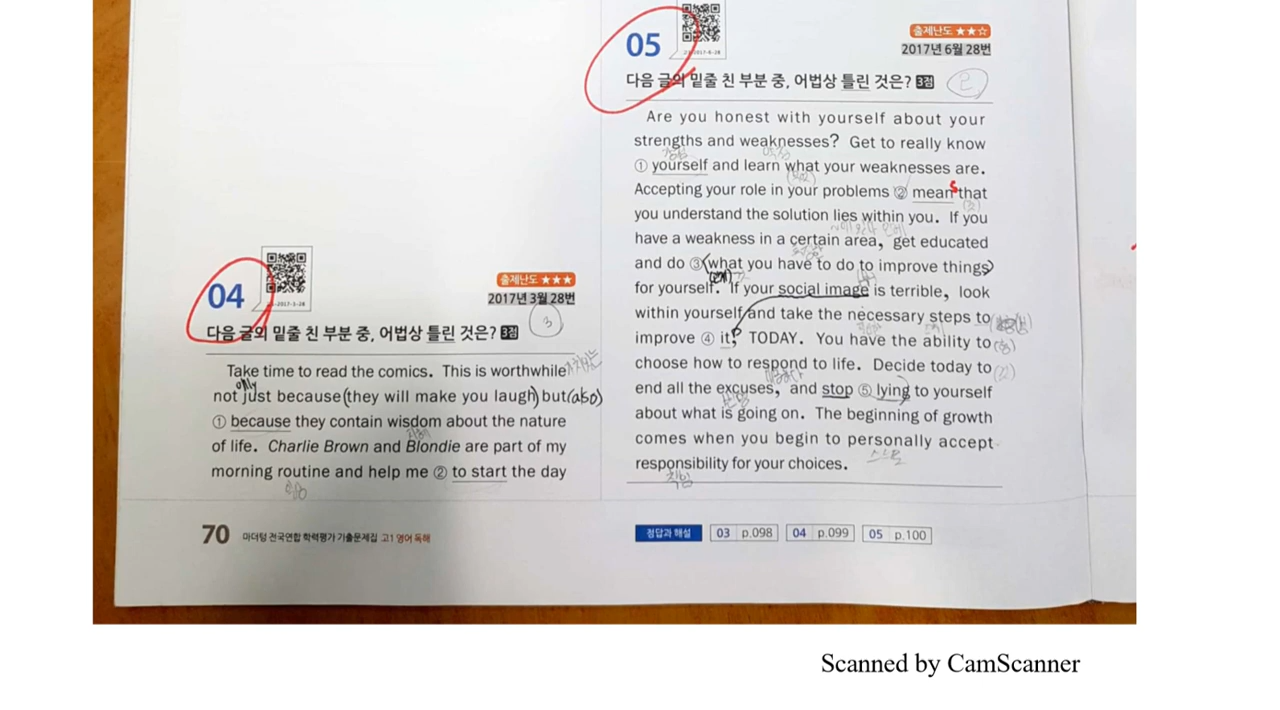 04
출제난도 ★★★
2017년 3월 28번
다음 글의 밑줄 친 부분 중, 어법상 틀린 것은? 3점
3
Take time to read the comics. This is worthwhile
only
not just because (they will make you laugh) but (also)
① because they contain wisdom about the nature
of life. Charlie Brown and Blondie are part of my
morning routine and help me ② to start the day
05
출제난도 ★★☆
2017년 6월 28번
다음 글의 밑줄 친 부분 중, 어법상 틀린 것은? 3점
2
Are you honest with yourself about your
strengths and weaknesses? Get to really know
① yourself and learn what your weaknesses are.
Accepting your role in your problems ② means that
you understand the solution lies within you. If you
have a weakness in a certain area, get educated
and do ③ (what you have to do to improve things)
for yourself. If your social image is terrible, look
within yourself and take the necessary steps to
improve ④ it, TODAY. You have the ability to
choose how to respond to life. Decide today to
end all the excuses, and stop ⑤ lying to yourself
about what is going on. The beginning of growth
comes when you begin to personally accept
responsibility for your choices.
책임
70 마더텅 전국연합 학력평가 기출문제집 고1 영어 독해
정답과 해설 03 p.098 04 p.099 05 p.100
Scanned by CamScanner